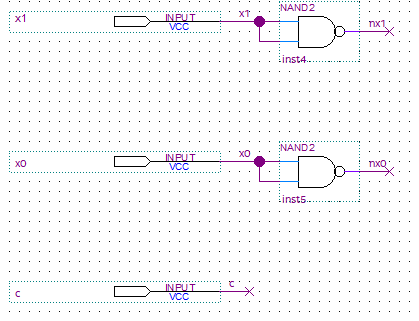 x1 INPUT VCC x1 NAND2 nx1
inst4
x0 INPUT VCC x0 NAND2 nx0
inst5
c INPUT VCC c